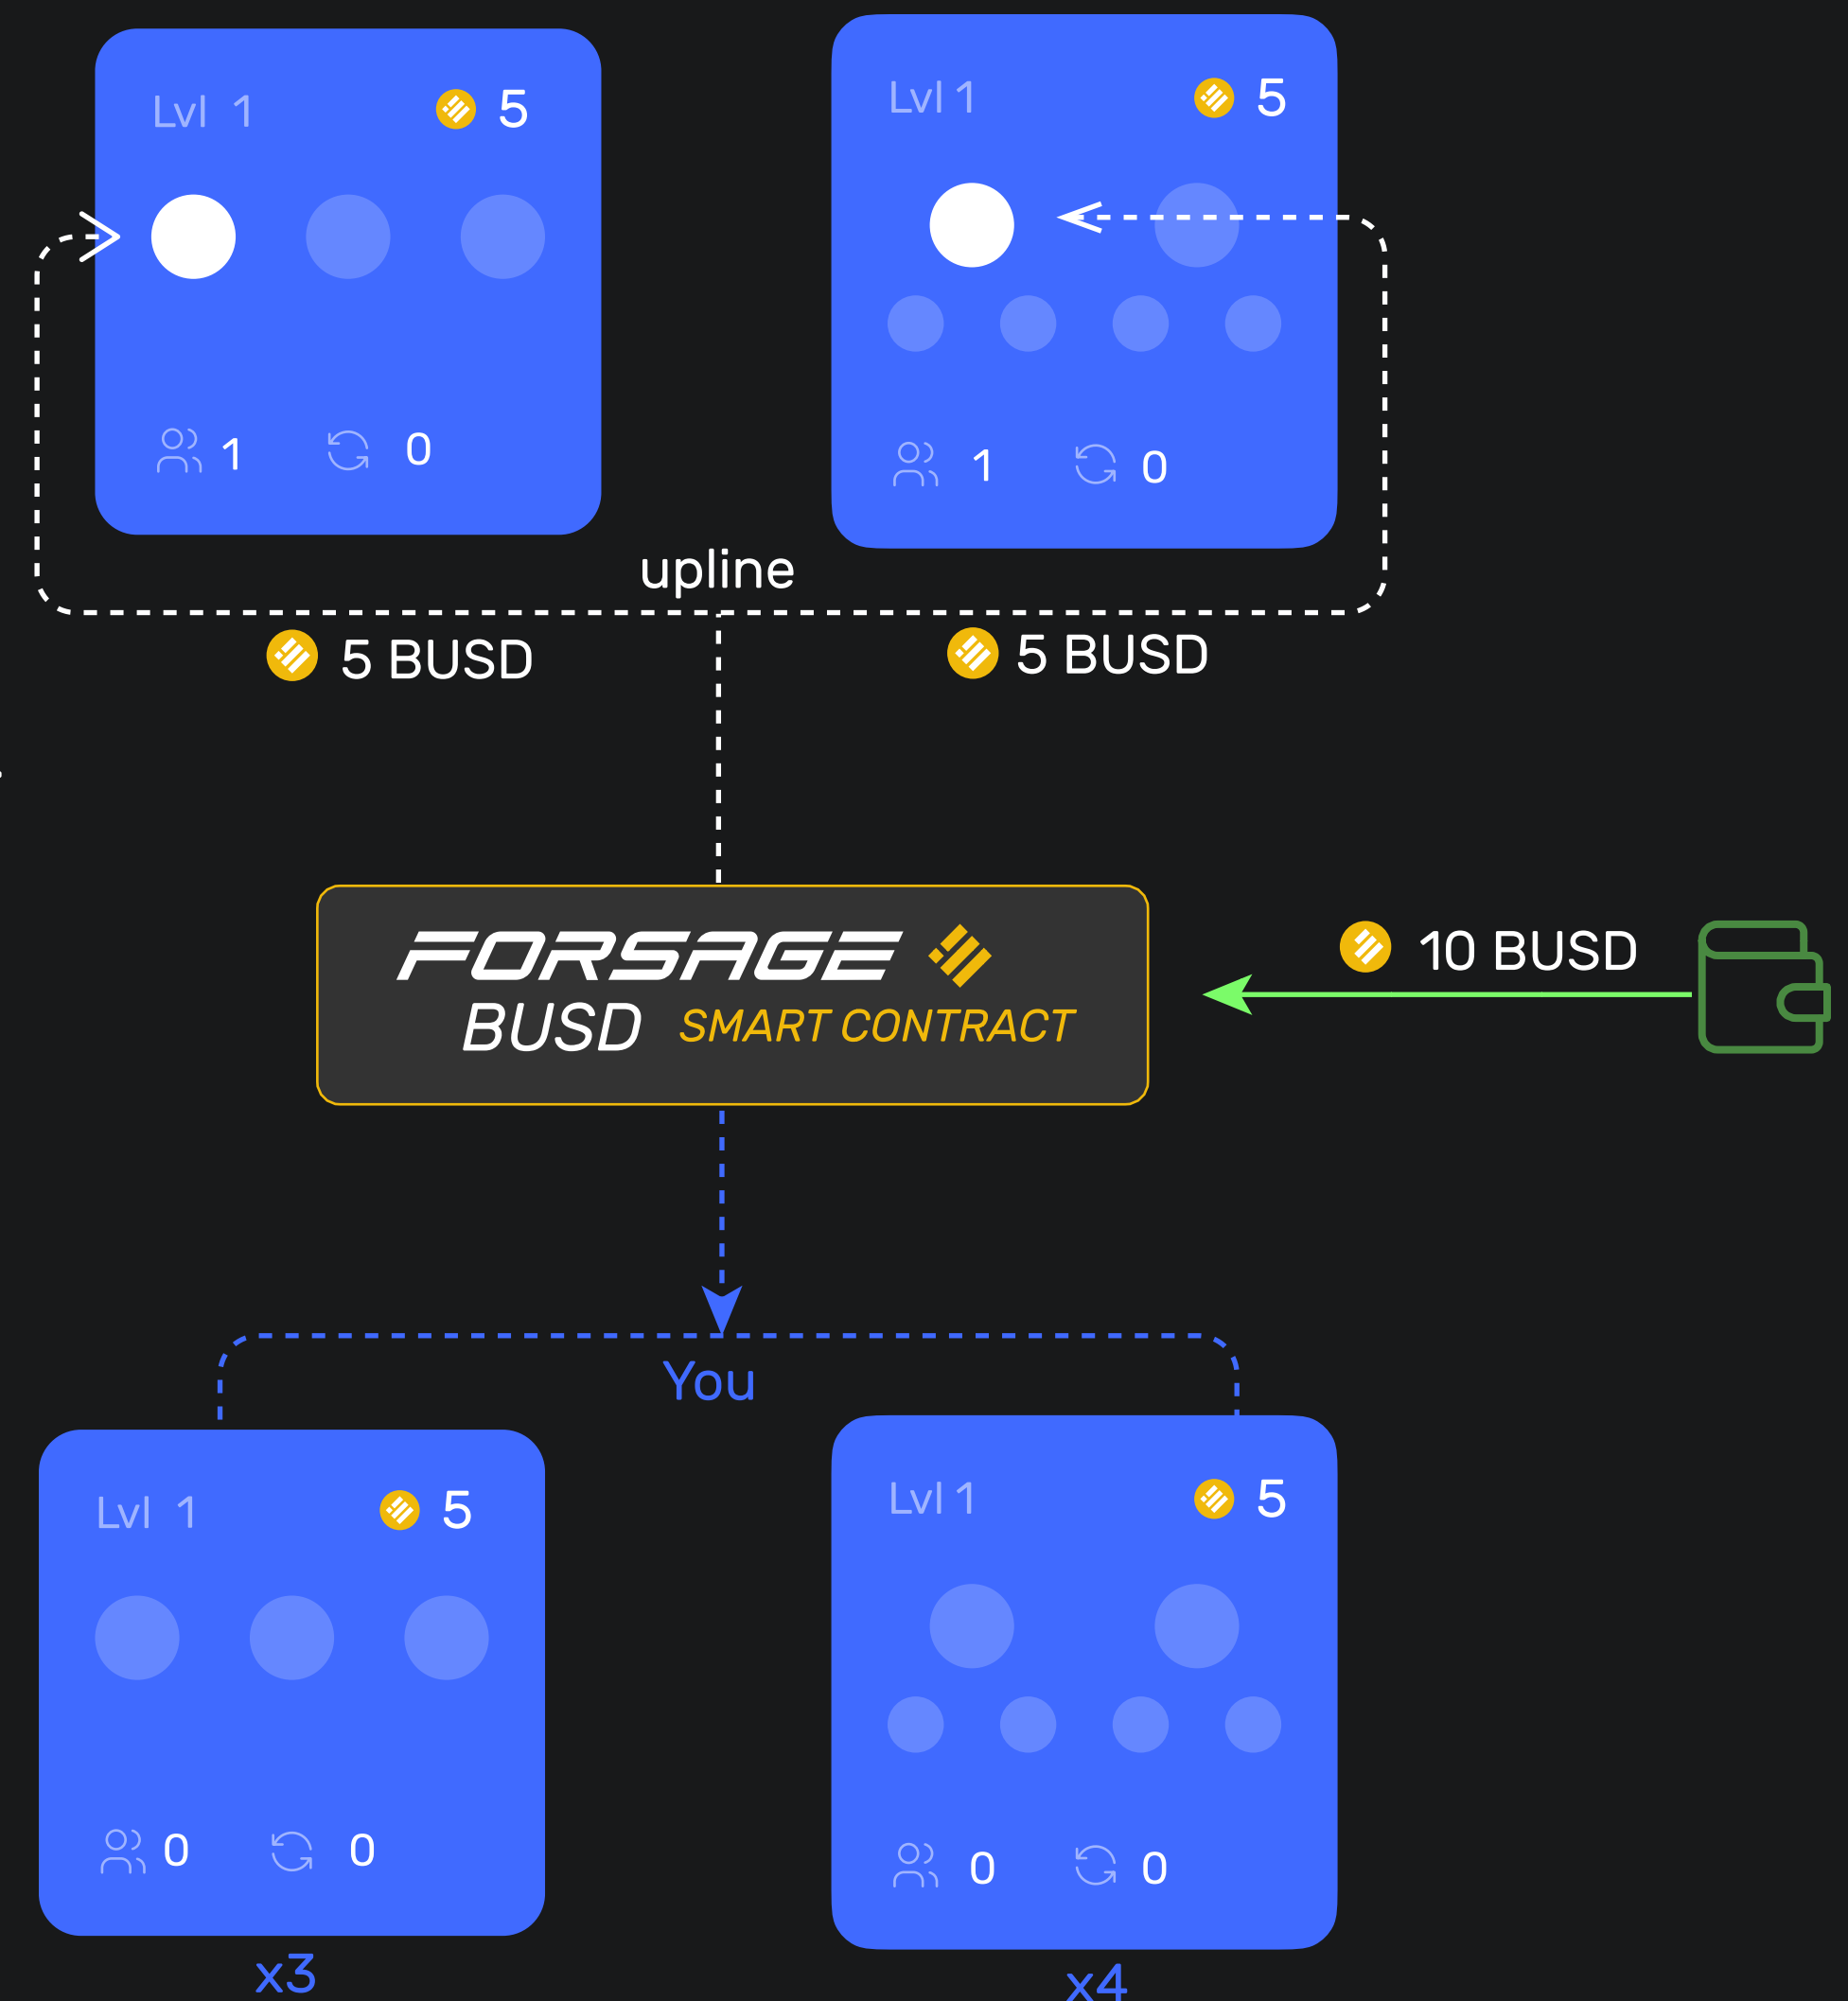 Lvl 1 5
Lvl 1 5
1 0
1 0
upline
5 BUSD
5 BUSD
FORSAGE
BUSD SMART CONTRACT
10 BUSD
You
Lvl 1 5
Lvl 1 5
0 0
0 0
x3
x4